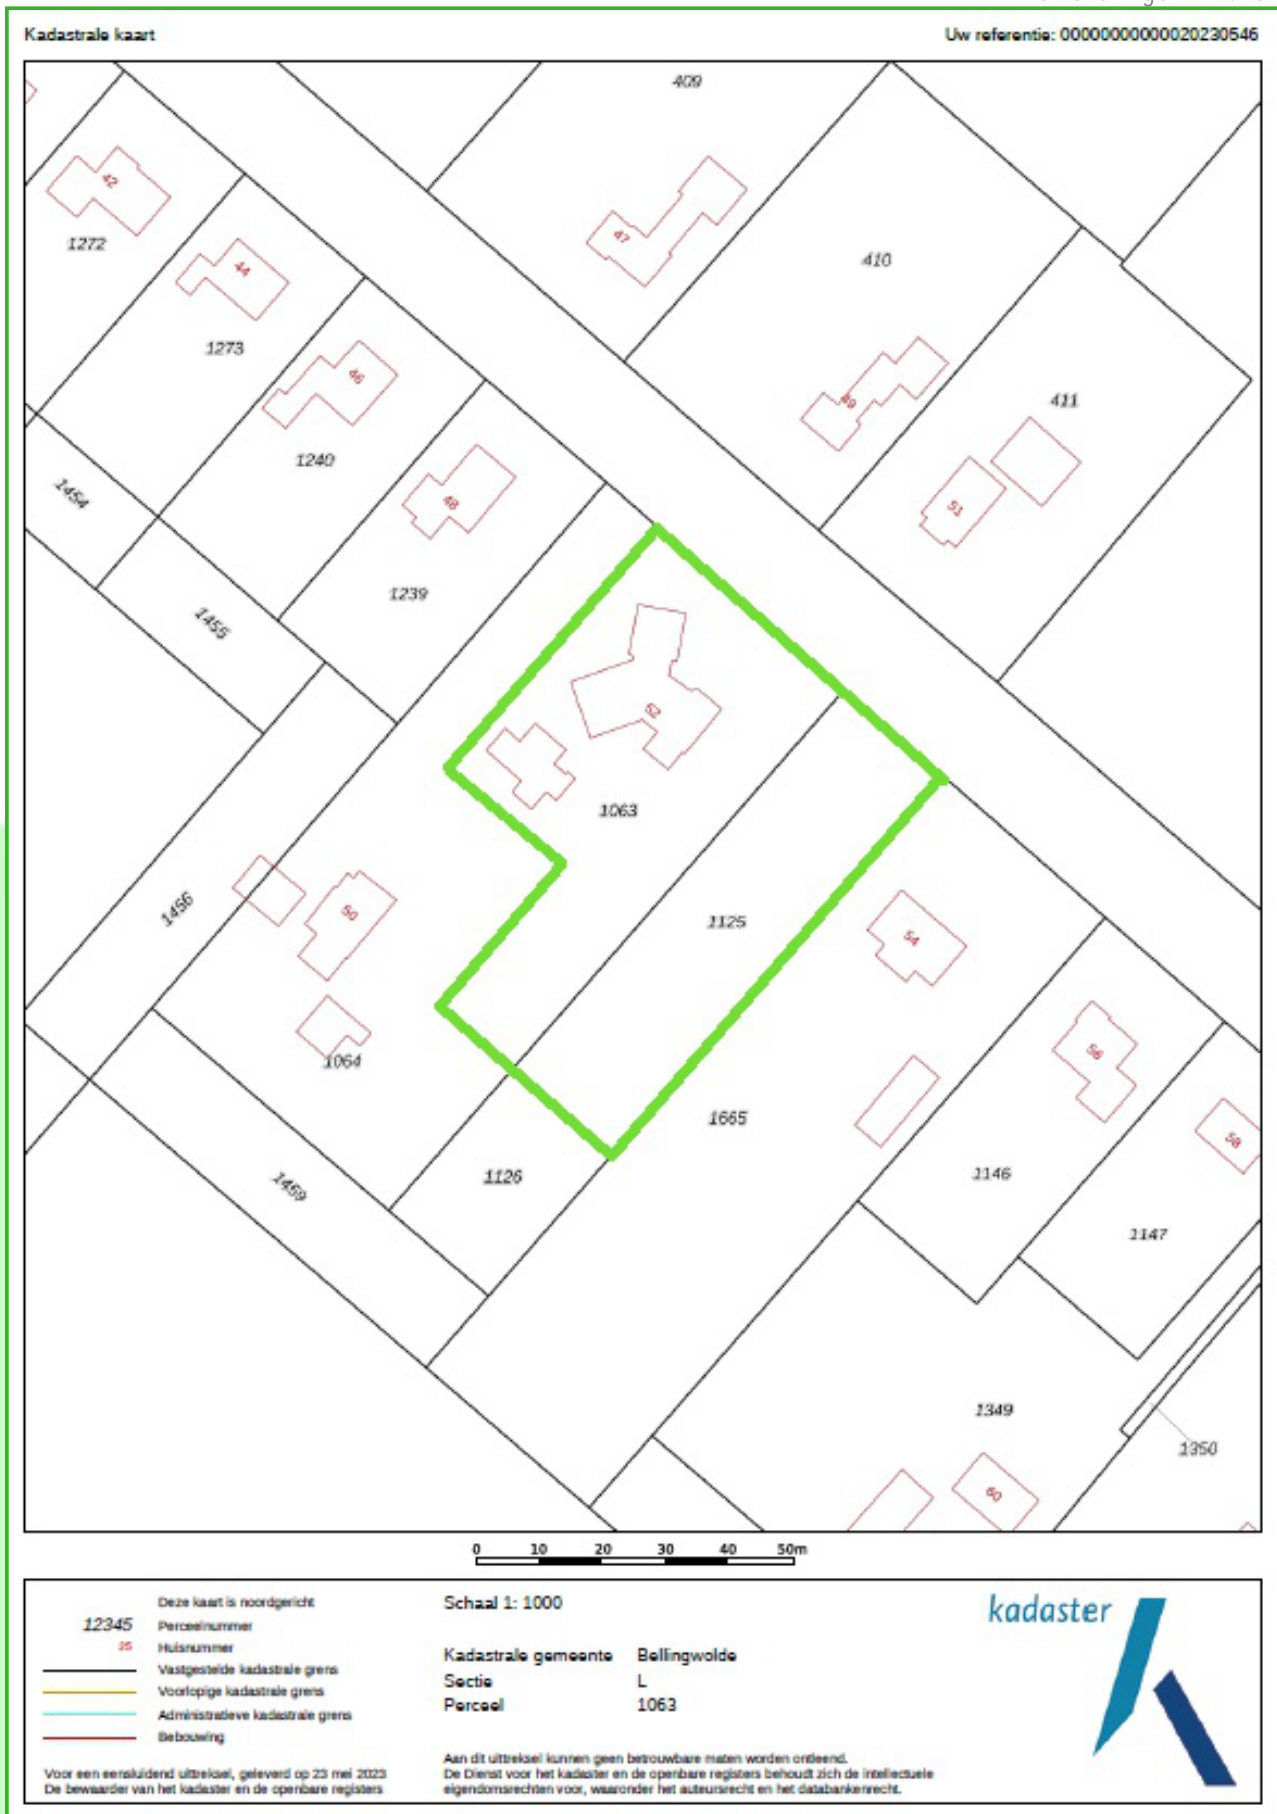 Kadastrale kaart
Uw referentie: 00000000000020230546
409
42
1272
47
44
410
1273
46
49
411
1240
1454
48
51
1239
1455
52
1063
50
1456
1125
54
1064
56
1665
58
1126
1146
1459
1147
1349
1350
60
0 10 20 30 40 50m
Deze kaart is noordgericht
12345 Perceelnummer
25 Huisnummer
Vastgestelde kadastrale grens
Voorlopige kadastrale grens
Administratieve kadastrale grens
Bebouwing
Voor een eensluidend uittreksel, geleverd op 23 mei 2023
De bewaarder van het kadaster en de openbare registers
Schaal 1: 1000
Kadastrale gemeente Bellingwolde
Sectie L
Perceel 1063
Aan dit uittreksel kunnen geen betrouwbare maten worden ontleend.
De Dienst voor het kadaster en de openbare registers behoudt zich de intellectuele
eigendomsrechten voor, waaronder het auteursrecht en het databankenrecht.
kadaster